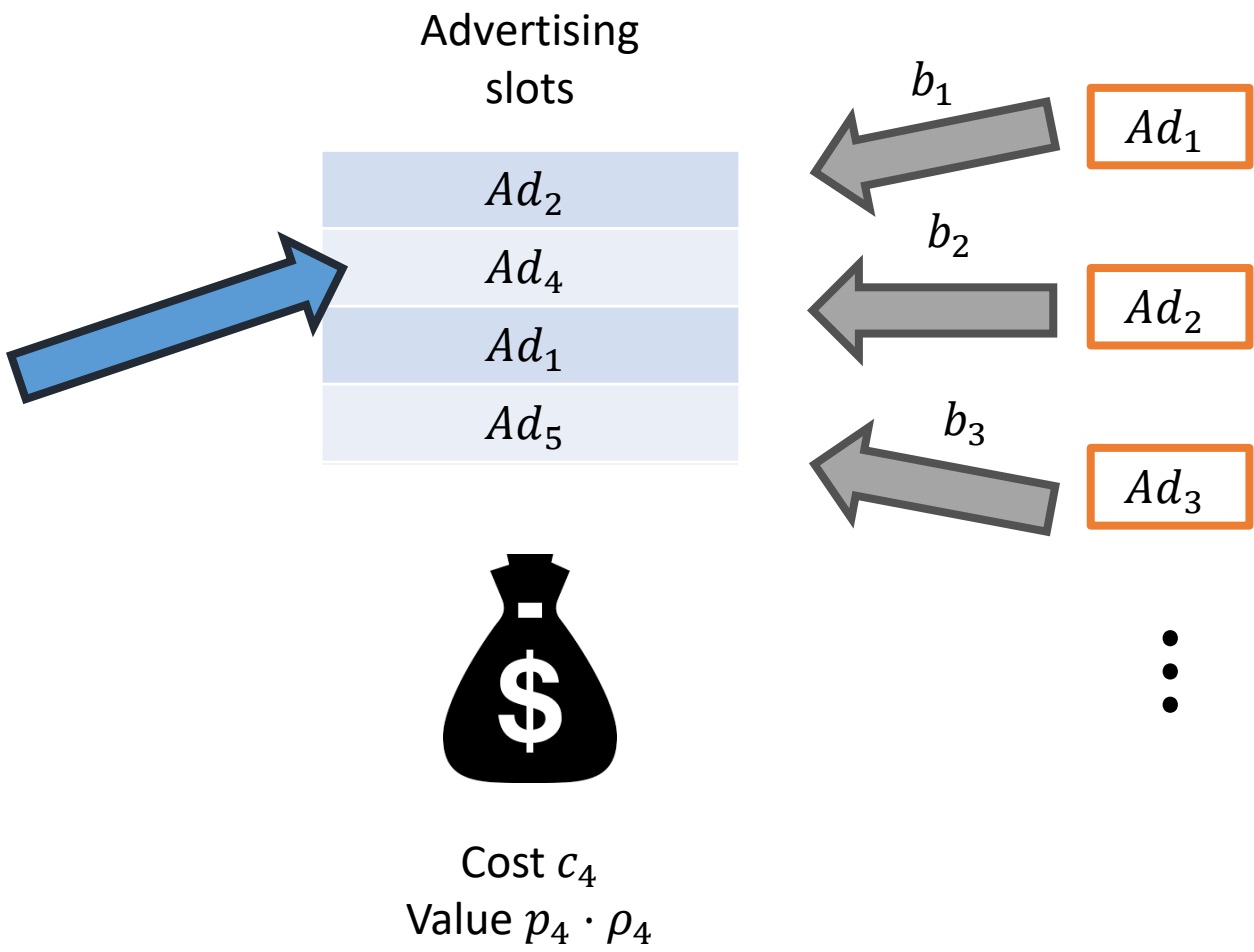 Advertising
slots
Ad₂
Ad₄
Ad₁
Ad₅
b₁
Ad₁
b₂
Ad₂
b₃
Ad₃
$
Cost c₄
Value p₄ · ρ₄